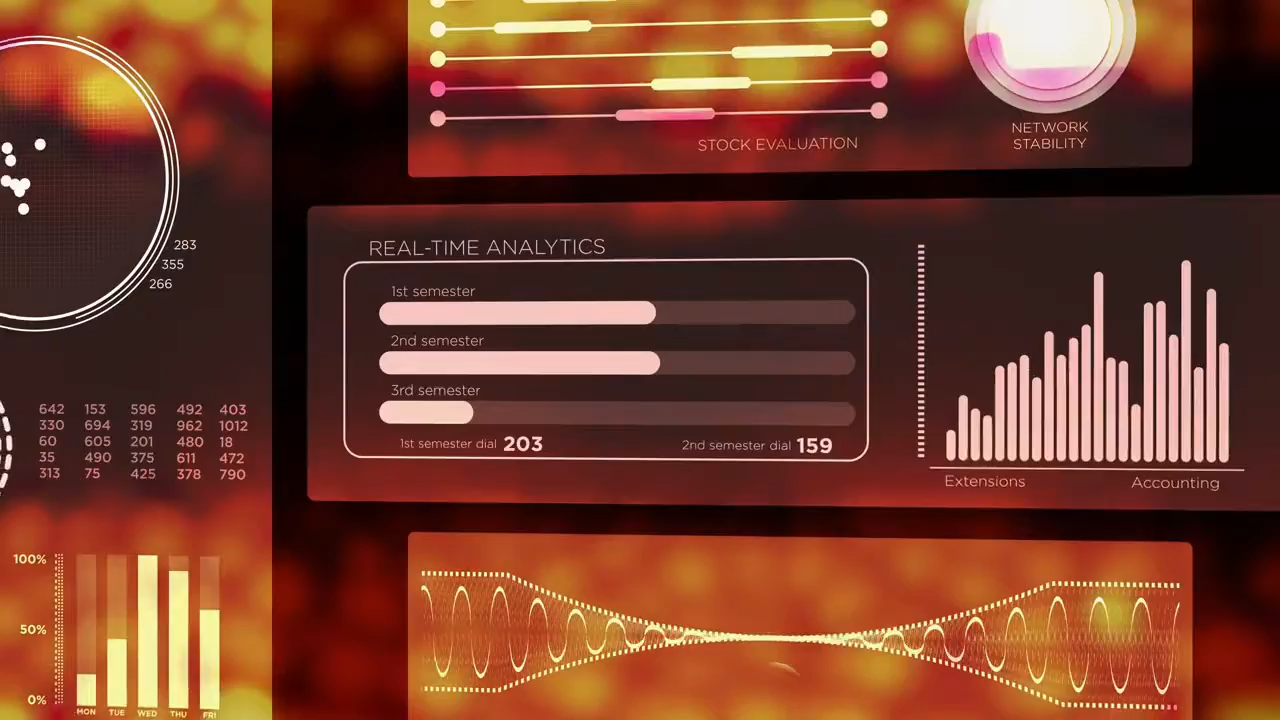 STOCK EVALUATION
NETWORK
STABILITY
283
355
266
REAL-TIME ANALYTICS
1st semester
2nd semester
3rd semester
1st semester dial 203
2nd semester dial 159
Extensions
Accounting
642 153 596 492 403
330 694 319 962 1012
60 605 201 480 18
35 490 375 611 472
313 75 425 378 790
100%
50%
0%
MON TUE WED THU FRI